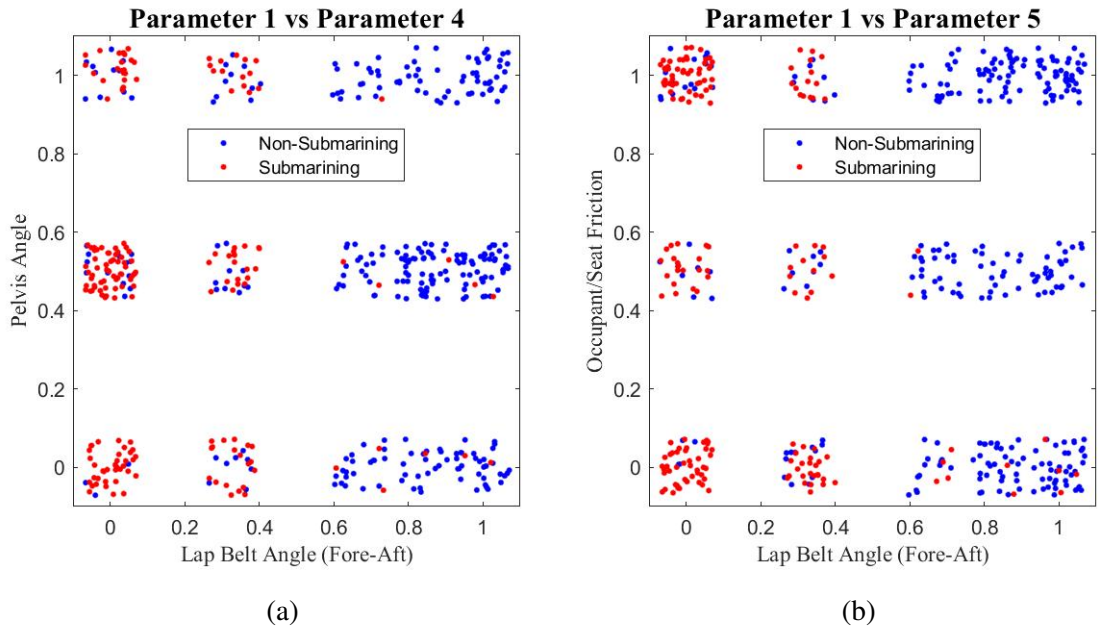 Parameter 1 vs Parameter 4
1
0.8
0.6
0.4
0.2
0
Pelvis Angle
Non-Submarining
Submarining
0
0.2
0.4
0.6
0.8
1
Lap Belt Angle (Fore-Aft)
(a)
Parameter 1 vs Parameter 5
1
0.8
0.6
0.4
0.2
0
Occupant/Seat Friction
Non-Submarining
Submarining
0
0.2
0.4
0.6
0.8
1
Lap Belt Angle (Fore-Aft)
(b)